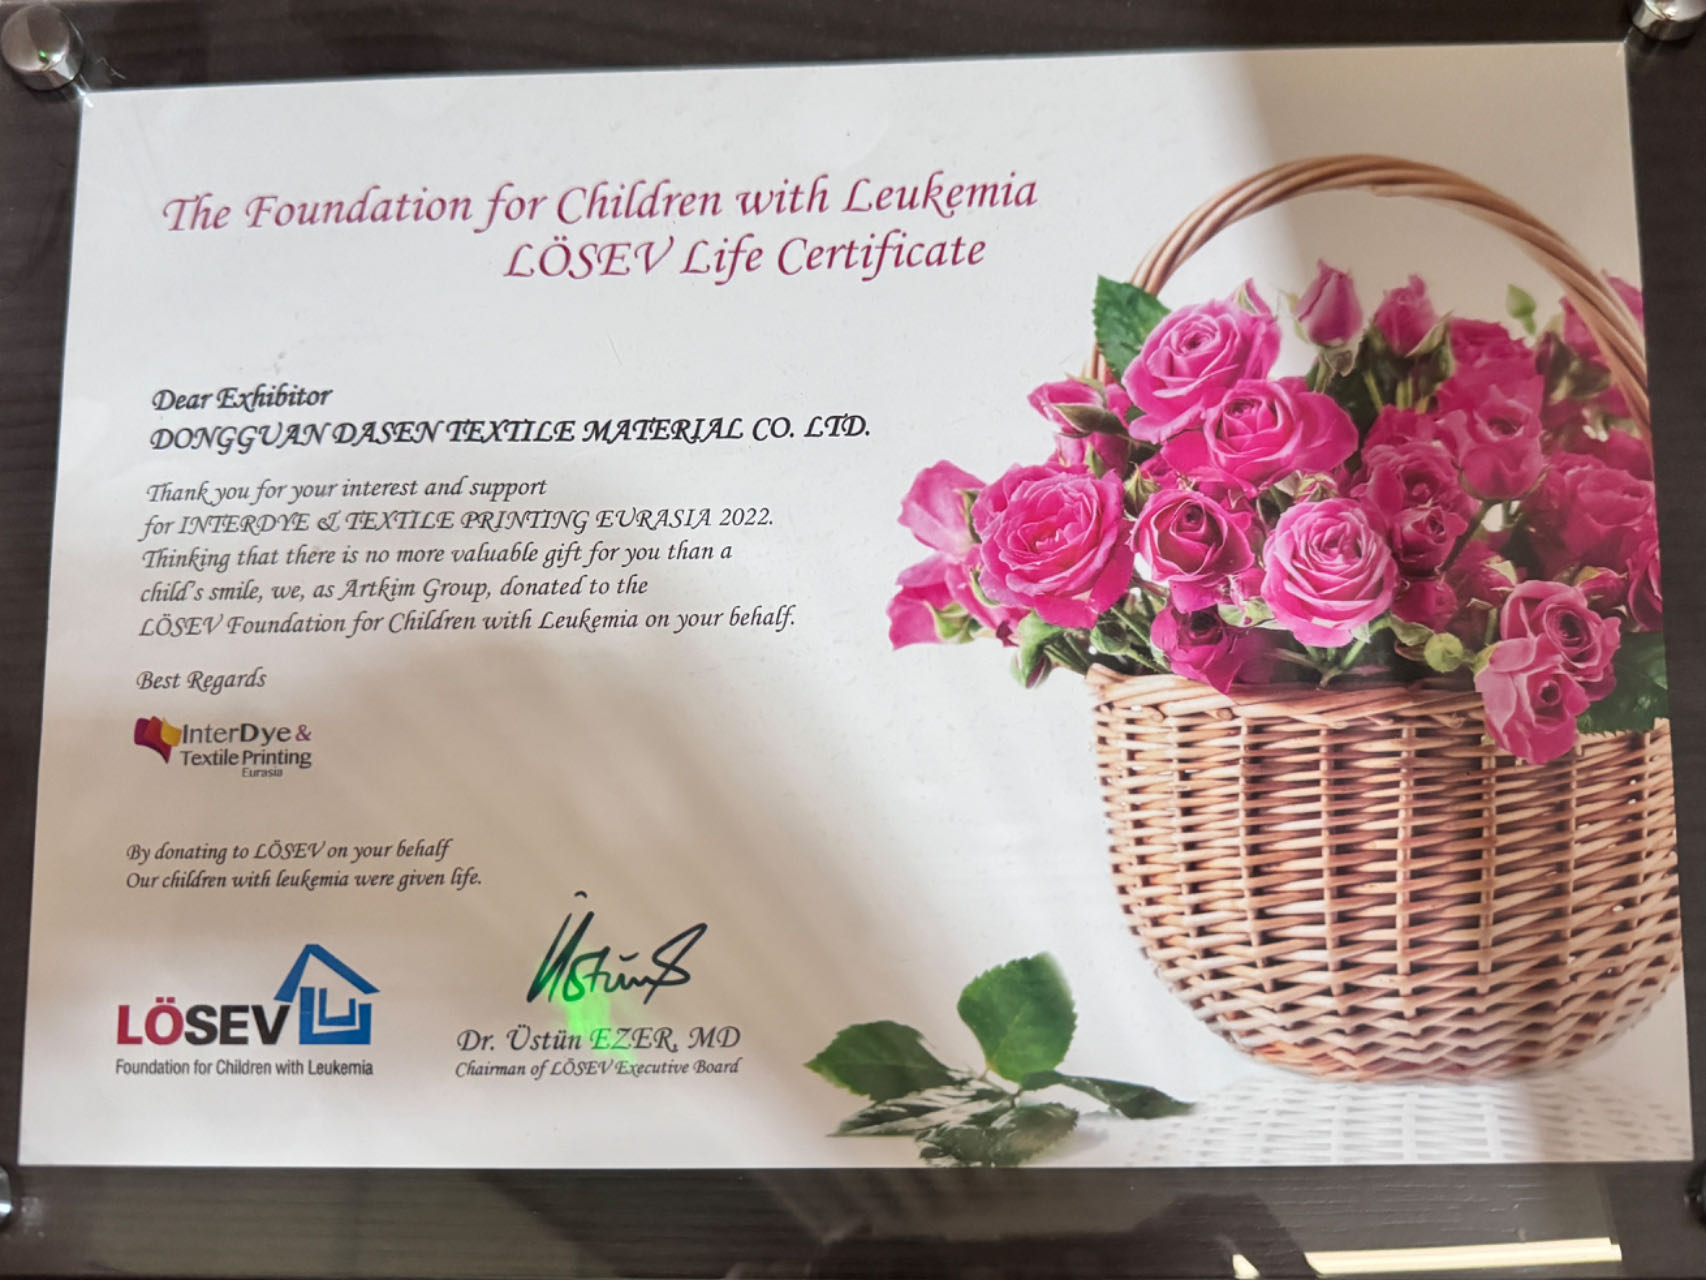 The Foundation for Children with Leukemia
LÖSEV Life Certificate
Dear Exhibitor
DONGGUAN DASEN TEXTILE MATERIAL CO. LTD.
Thank you for your interest and support
for INTERDYE & TEXTILE PRINTING EURASIA 2022.
Thinking that there is no more valuable gift for you than a
child's smile, we, as Artkim Group, donated to the
LÖSEV Foundation for Children with Leukemia on your behalf.
Best Regards
InterDye &
Textile Printing
Eurasia
By donating to LÖSEV on your behalf
Our children with leukemia were given life.
LÖSEV
Foundation for Children with Leukemia
Üstün
Dr. Üstün EZER, MD
Chairman of LÖSEV Executive Board